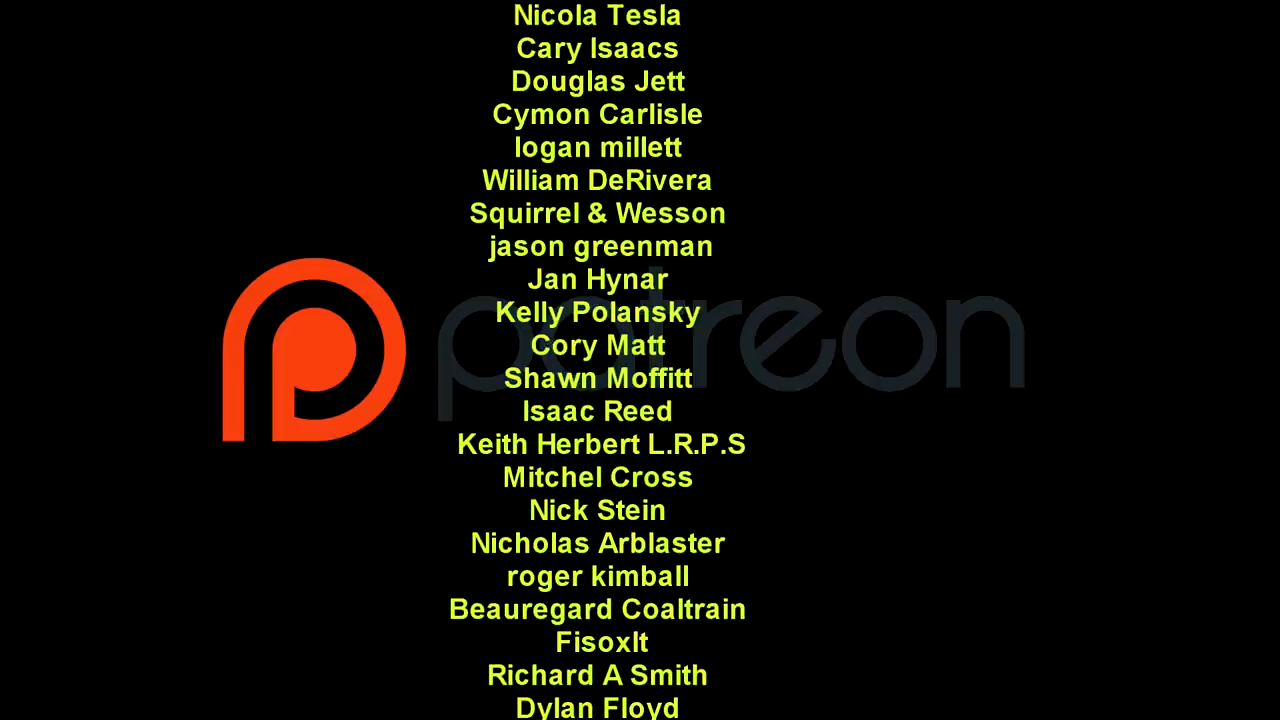 Nicola Tesla
Cary Isaacs
Douglas Jett
Cymon Carlisle
logan millett
William DeRivera
Squirrel & Wesson
jason greenman
Jan Hynar
Kelly Polansky
patreon
Cory Matt
Shawn Moffitt
Isaac Reed
Keith Herbert L.R.P.S
Mitchel Cross
Nick Stein
Nicholas Arblaster
roger kimball
Beauregard Coaltrain
FisoxIt
Richard A Smith
Dylan Floyd